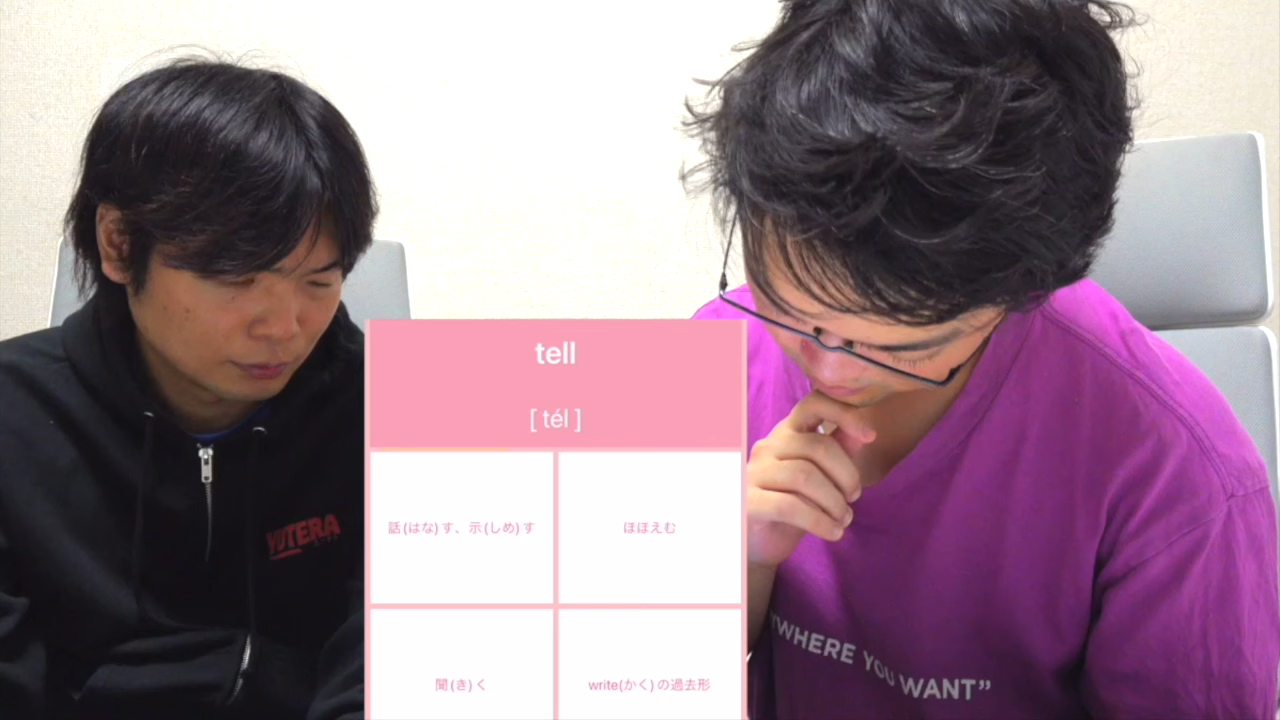 tell
[ tél ]
話(はな)す、示(しめ)す
ほほえむ
聞(き)く
write(かく)の過去形
YUTERA
YWHERE YOU WANT”